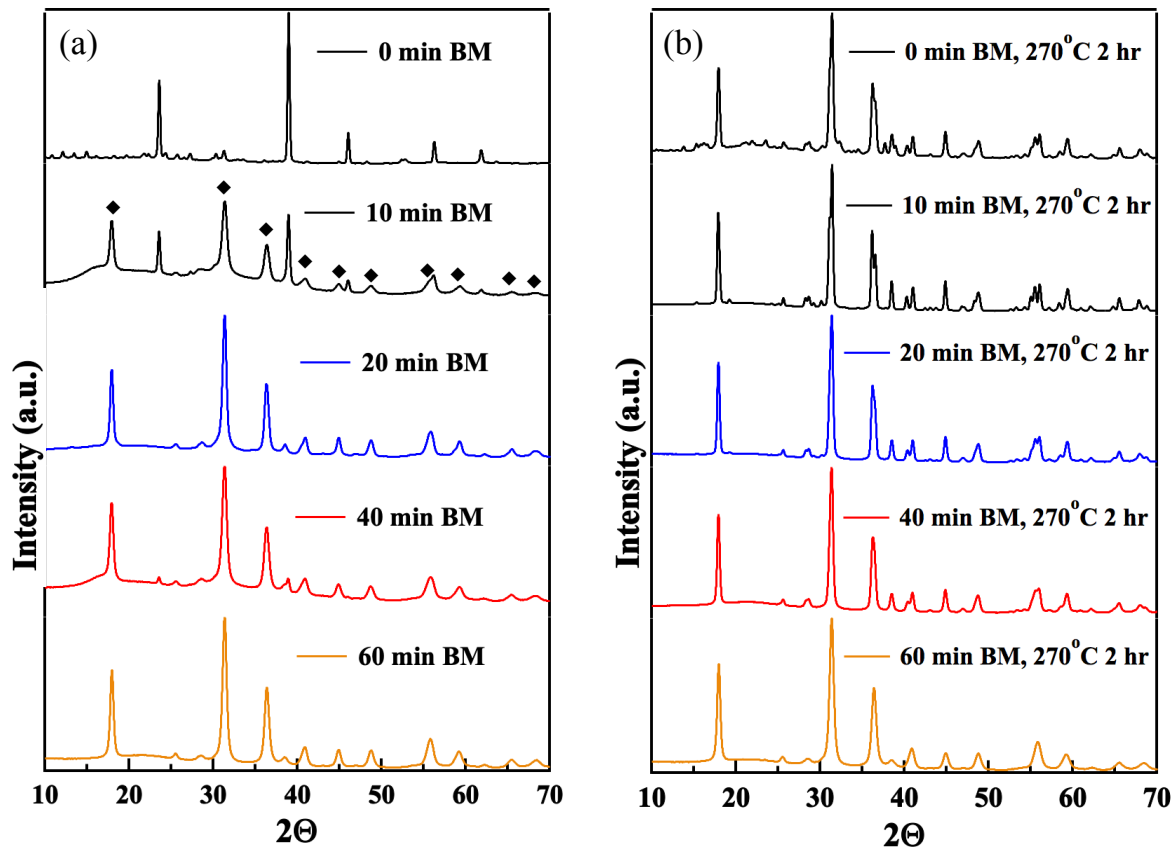 (a)
0 min BM
10 min BM
20 min BM
40 min BM
60 min BM
Intensity (a.u.)
10 20 30 40 50 60 70
2Θ
(b)
0 min BM, 270°C 2 hr
10 min BM, 270°C 2 hr
20 min BM, 270°C 2 hr
40 min BM, 270°C 2 hr
60 min BM, 270°C 2 hr
Intensity (a.u.)
10 20 30 40 50 60 70
2Θ